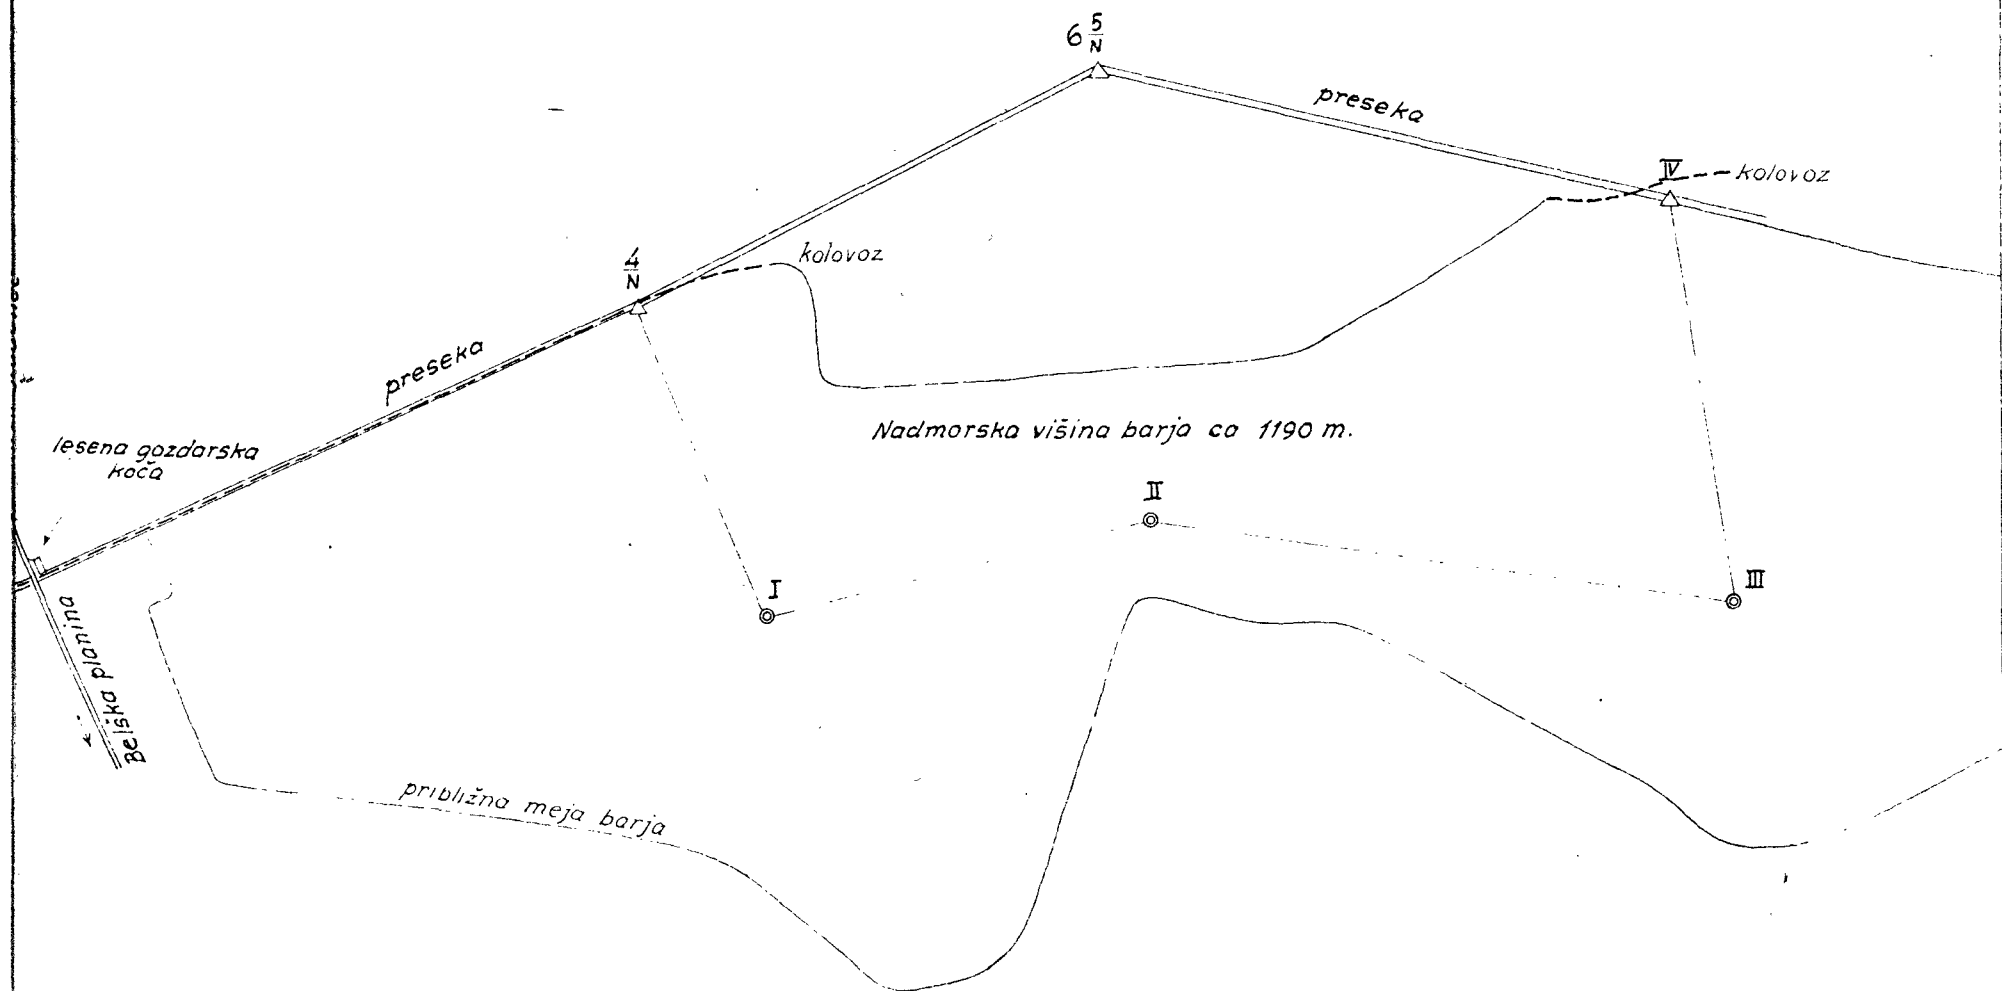 6 5/N
preseka
IV
kolovoz
4/N
kolovoz
preseka
lesena gozdarska
koča
Nadmorska višina barja ca 1190 m.
II
I
III
Belška planina
približna meja barja